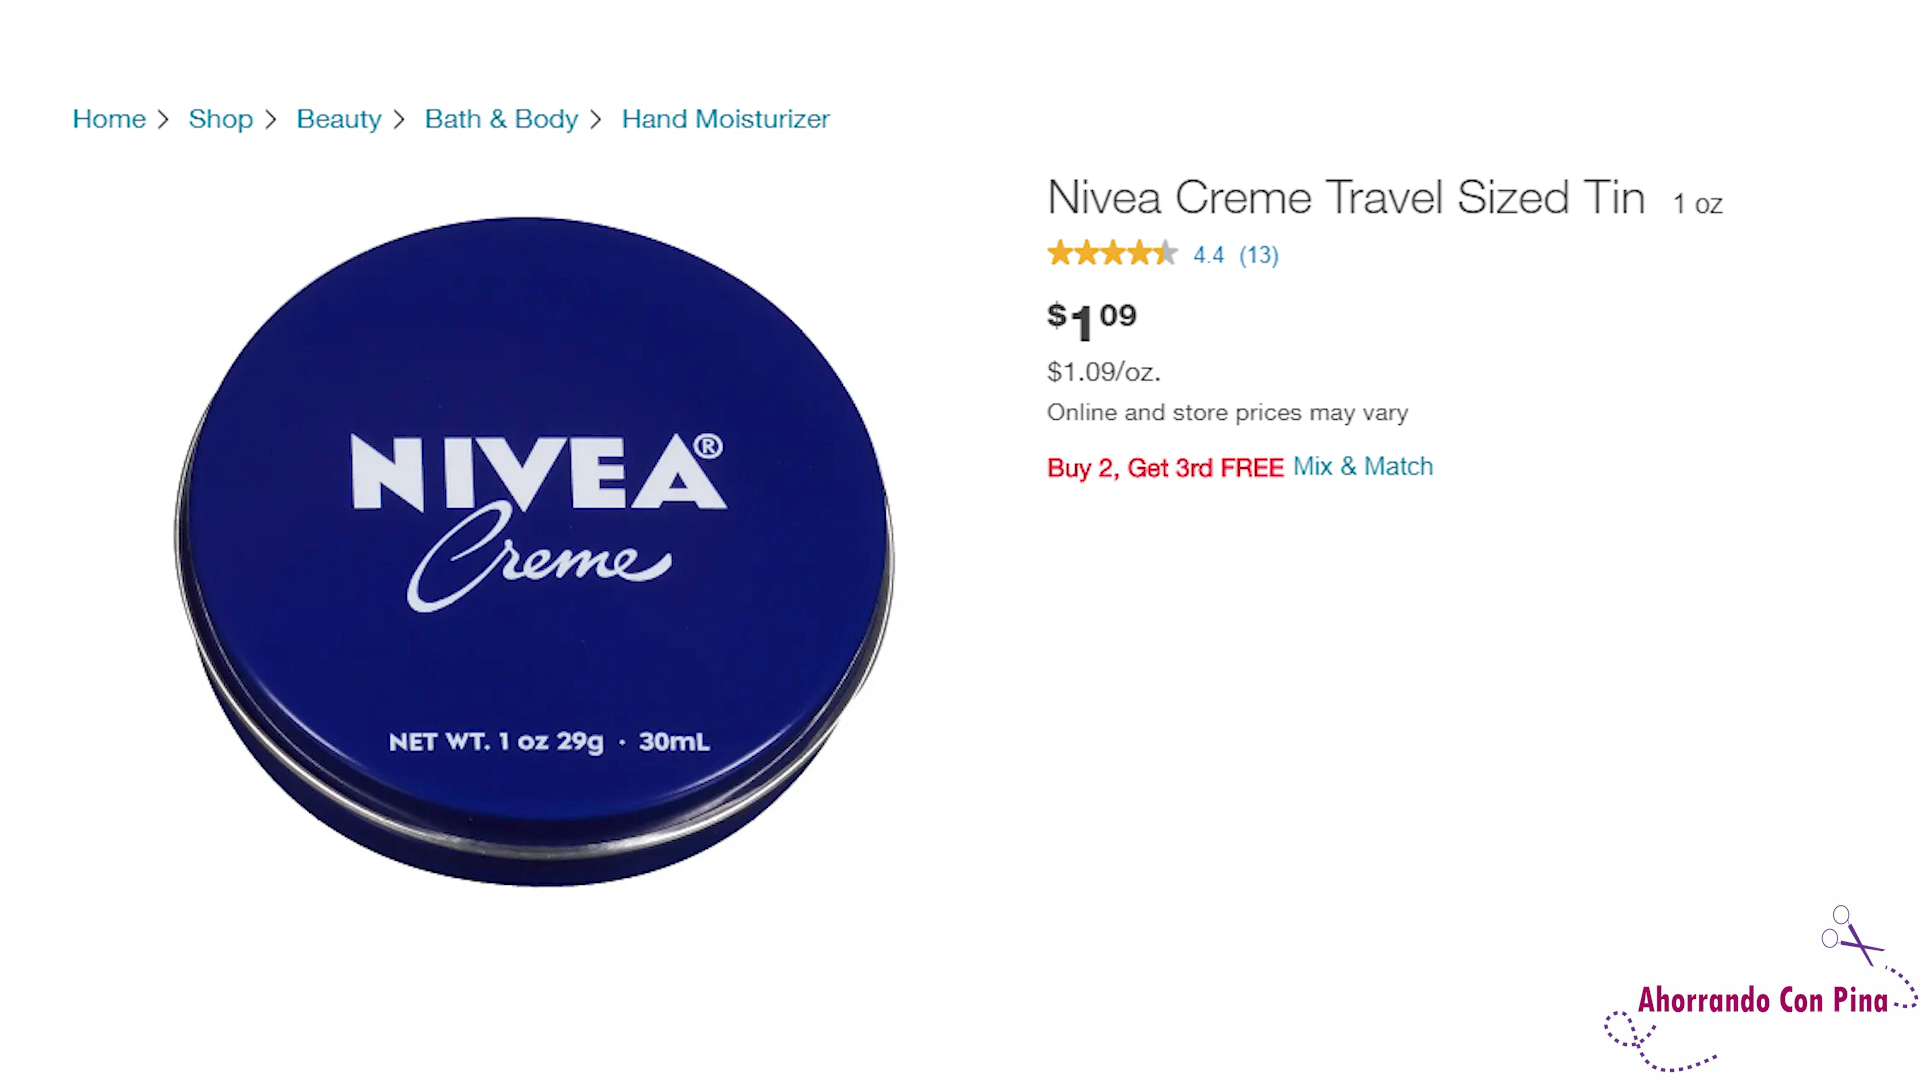 Home > Shop > Beauty > Bath & Body > Hand Moisturizer
Nivea Creme Travel Sized Tin 1 oz
4.4 (13)
$1 09
$1.09/oz.
Online and store prices may vary
Buy 2, Get 3rd FREE Mix & Match
NIVEA®
Creme
NET WT. 1 oz 29g · 30mL
Ahorrando Con Pina